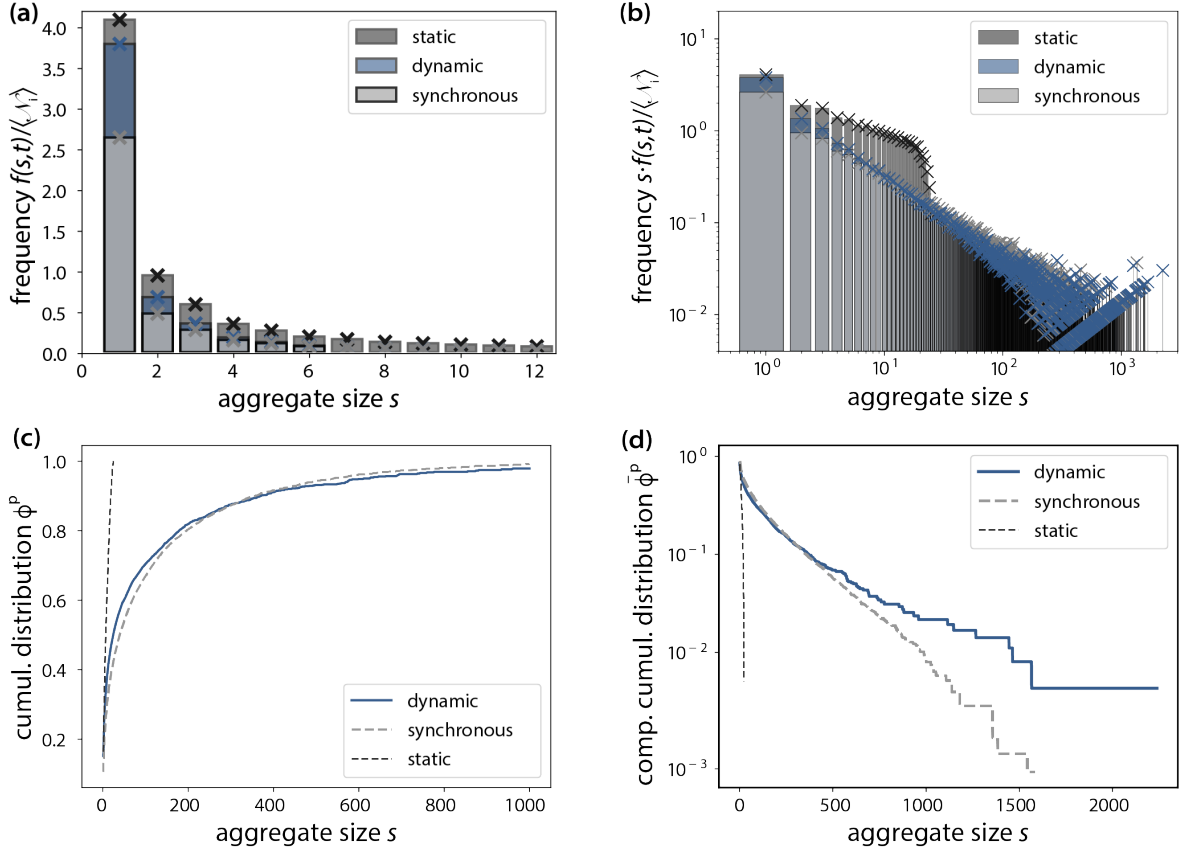 (a)
frequency f(s,t)/⟨𝒩ᵢ⟩
4.0
3.5
3.0
2.5
2.0
1.5
1.0
0.5
0.0
0 2 4 6 8 10 12
aggregate size s
static
dynamic
synchronous
(b)
frequency s·f(s,t)/⟨𝒩ᵢ⟩
10¹
10⁰
10⁻¹
10⁻²
10⁰ 10¹ 10² 10³
aggregate size s
static
dynamic
synchronous
(c)
cumul. distribution ϕᵖ
1.0
0.8
0.6
0.4
0.2
0 200 400 600 800 1000
aggregate size s
dynamic
synchronous
static
(d)
comp. cumul. distribution ϕ̄ᵖ
10⁰
10⁻¹
10⁻²
10⁻³
0 500 1000 1500 2000
aggregate size s
dynamic
synchronous
static